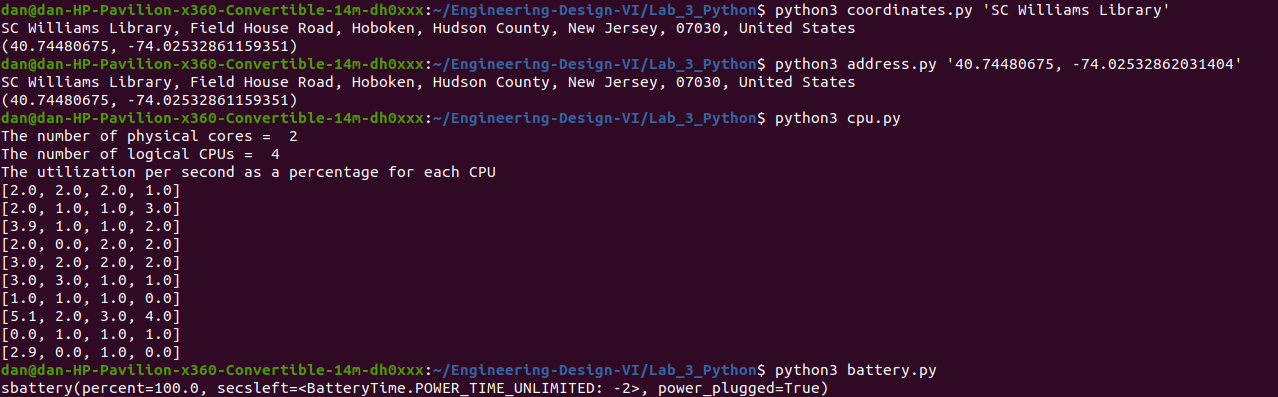 dan@dan-HP-Pavilion-x360-Convertible-14m-dh0xxx:~/Engineering-Design-VI/Lab_3_Python$ python3 coordinates.py 'SC Williams Library'
SC Williams Library, Field House Road, Hoboken, Hudson County, New Jersey, 07030, United States
(40.74480675, -74.02532861159351)
dan@dan-HP-Pavilion-x360-Convertible-14m-dh0xxx:~/Engineering-Design-VI/Lab_3_Python$ python3 address.py '40.74480675, -74.02532862031404'
SC Williams Library, Field House Road, Hoboken, Hudson County, New Jersey, 07030, United States
(40.74480675, -74.02532861159351)
dan@dan-HP-Pavilion-x360-Convertible-14m-dh0xxx:~/Engineering-Design-VI/Lab_3_Python$ python3 cpu.py
The number of physical cores =  2
The number of logical CPUs =  4
The utilization per second as a percentage for each CPU
[2.0, 2.0, 2.0, 1.0]
[2.0, 1.0, 1.0, 3.0]
[3.9, 1.0, 1.0, 2.0]
[2.0, 0.0, 2.0, 2.0]
[3.0, 2.0, 2.0, 2.0]
[3.0, 3.0, 1.0, 1.0]
[1.0, 1.0, 1.0, 0.0]
[5.1, 2.0, 3.0, 4.0]
[0.0, 1.0, 1.0, 1.0]
[2.9, 0.0, 1.0, 0.0]
dan@dan-HP-Pavilion-x360-Convertible-14m-dh0xxx:~/Engineering-Design-VI/Lab_3_Python$ python3 battery.py
sbattery(percent=100.0, secsleft=<BatteryTime.POWER_TIME_UNLIMITED: -2>, power_plugged=True)